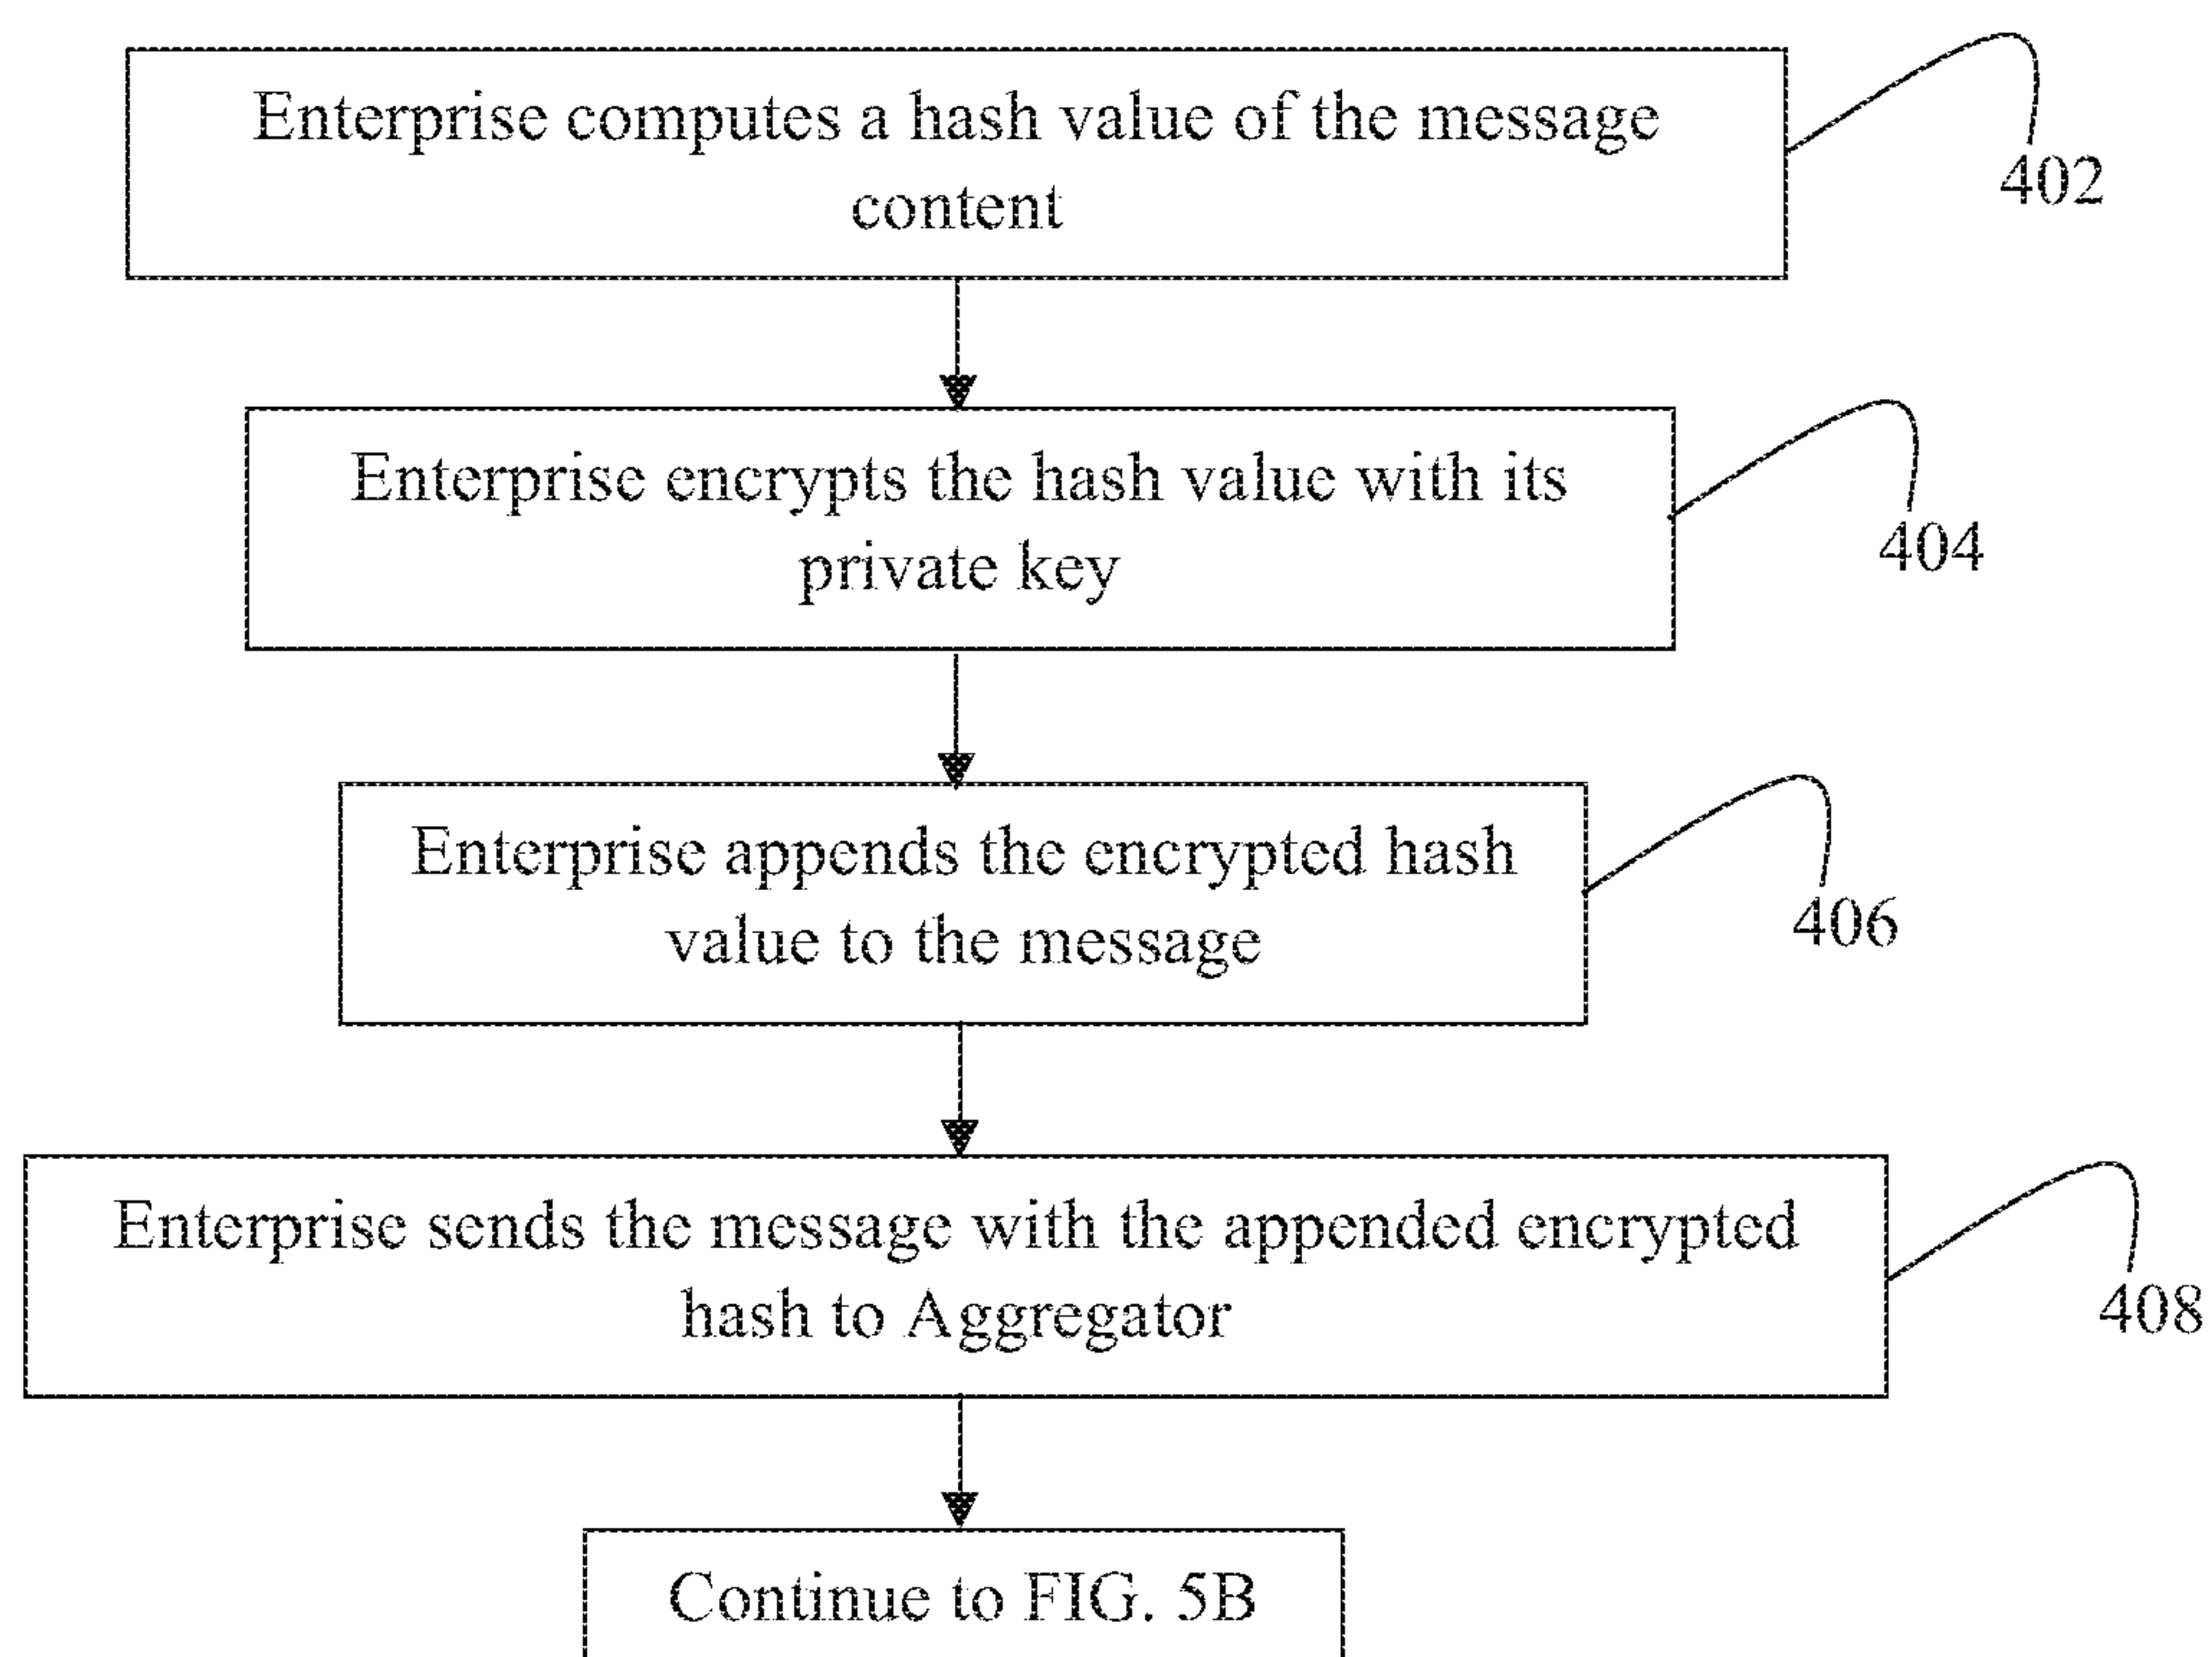 Enterprise computes a hash value of the message
content
402
Enterprise encrypts the hash value with its
private key
404
Enterprise appends the encrypted hash
value to the message
406
Enterprise sends the message with the appended encrypted
hash to Aggregator
408
Continue to FIG. 5B